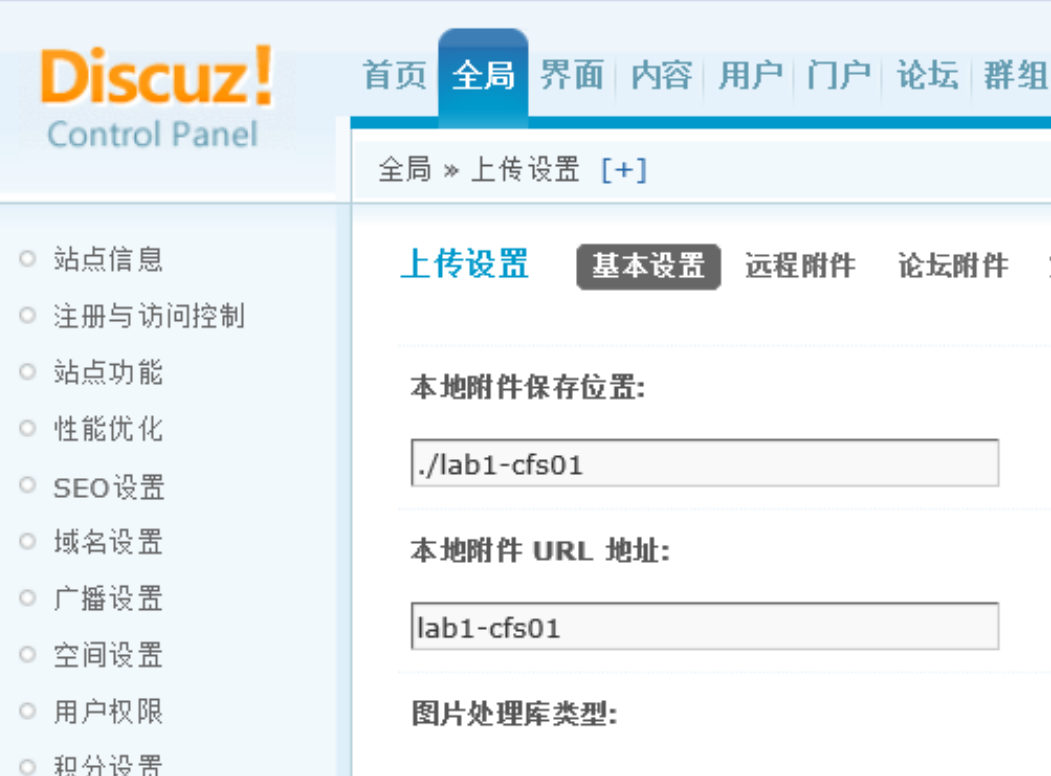 Discuz!
Control Panel
首页 全局 界面 内容 用户 门户 论坛 群组
全局 » 上传设置 [+]
站点信息
注册与访问控制
站点功能
性能优化
SEO设置
域名设置
广播设置
空间设置
用户权限
积分设置
上传设置 基本设置 远程附件 论坛附件
本地附件保存位置:
./lab1-cfs01
本地附件 URL 地址:
lab1-cfs01
图片处理库类型: